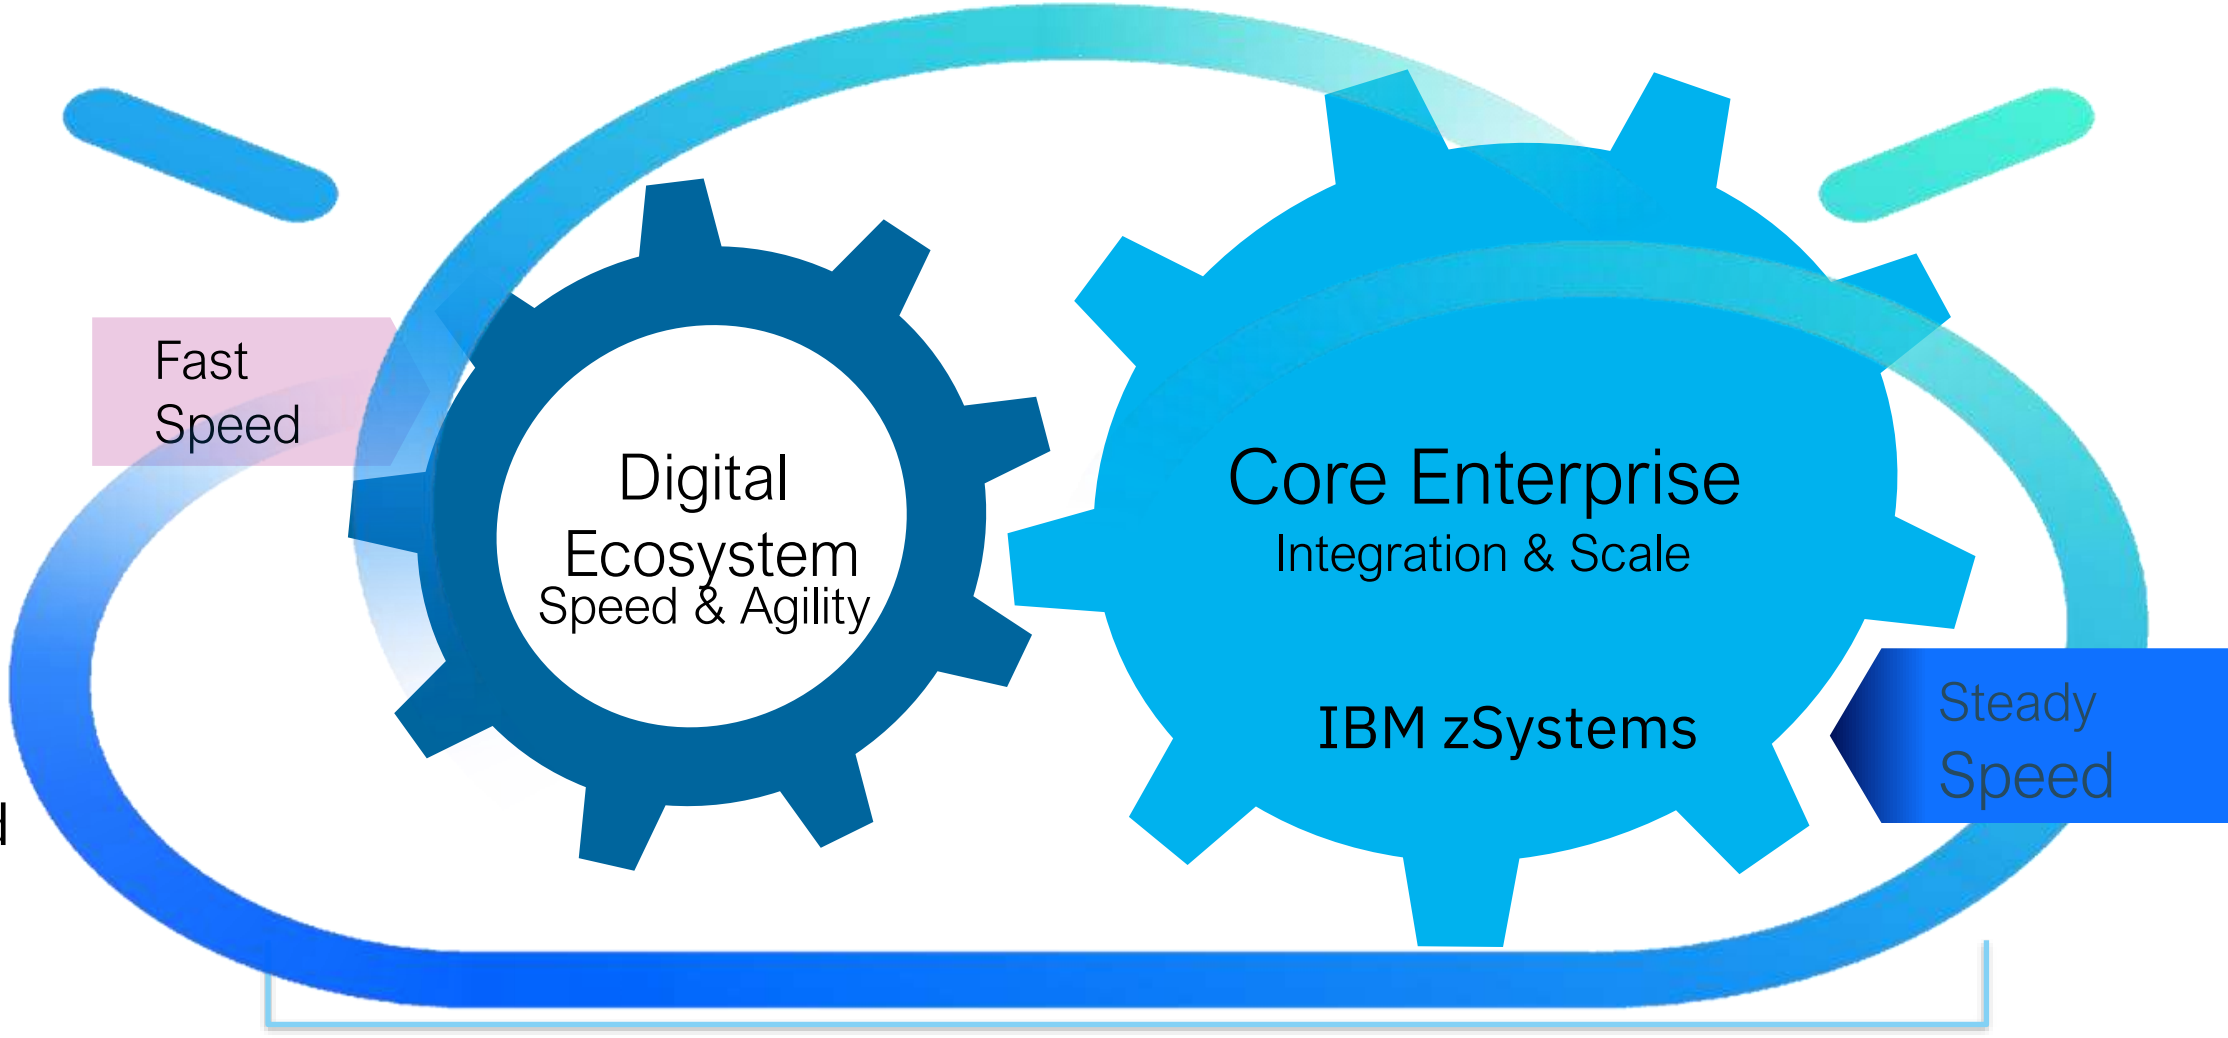 Fast
Speed
Digital
Ecosystem
Speed & Agility
Core Enterprise
Integration & Scale
IBM zSystems
Steady
Speed